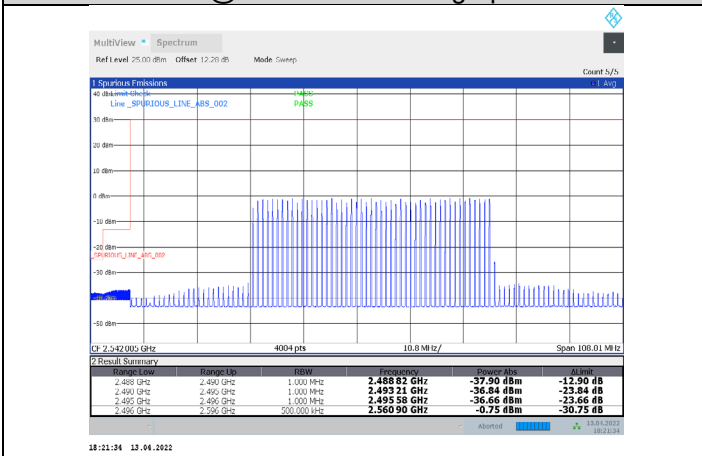 MultiView Spectrum
Ref Level 25.00 dBm Offset 12.20 dB Mode Sweep
Count 5/5
1 Spurious Emissions 1 Avg
40 dBm Limit Check PASS
Line _SPURIOUS_LINE_ABS_002 PASS
30 dBm
20 dBm
10 dBm
0 dBm
-10 dBm
-20 dBm
_SPURIOUS_LINE_ABS_002
-30 dBm
-40 dBm
-50 dBm
CF 2.542005 GHz 4004 pts 10.8 MHz/ Span 108.01 MHz
2 Result Summary
Range Low Range Up RBW Frequency Power Abs ΔLimit
2.488 GHz 2.490 GHz 1.000 MHz 2.48882 GHz -37.90 dBm -12.90 dB
2.490 GHz 2.495 GHz 1.000 MHz 2.49321 GHz -36.84 dBm -23.84 dB
2.495 GHz 2.496 GHz 1.000 MHz 2.49558 GHz -36.66 dBm -23.66 dB
2.496 GHz 2.596 GHz 500.000 kHz 2.56090 GHz -0.75 dBm -30.75 dB
Aborted 13.04.2022
18:21:34
18:21:34 13.04.2022